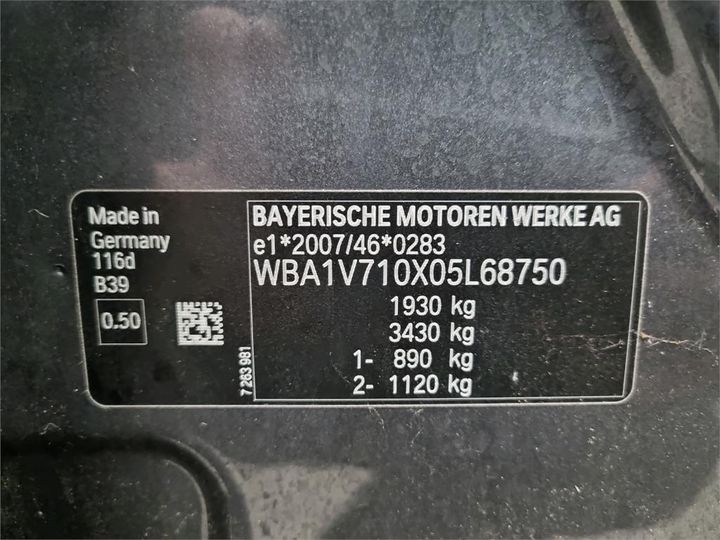 Made in
Germany
116d
B39
0.50
7 263 981
BAYERISCHE MOTOREN WERKE AG
e1*2007/46*0283
WBA1V710X05L68750
1930 kg
3430 kg
1- 890 kg
2- 1120 kg